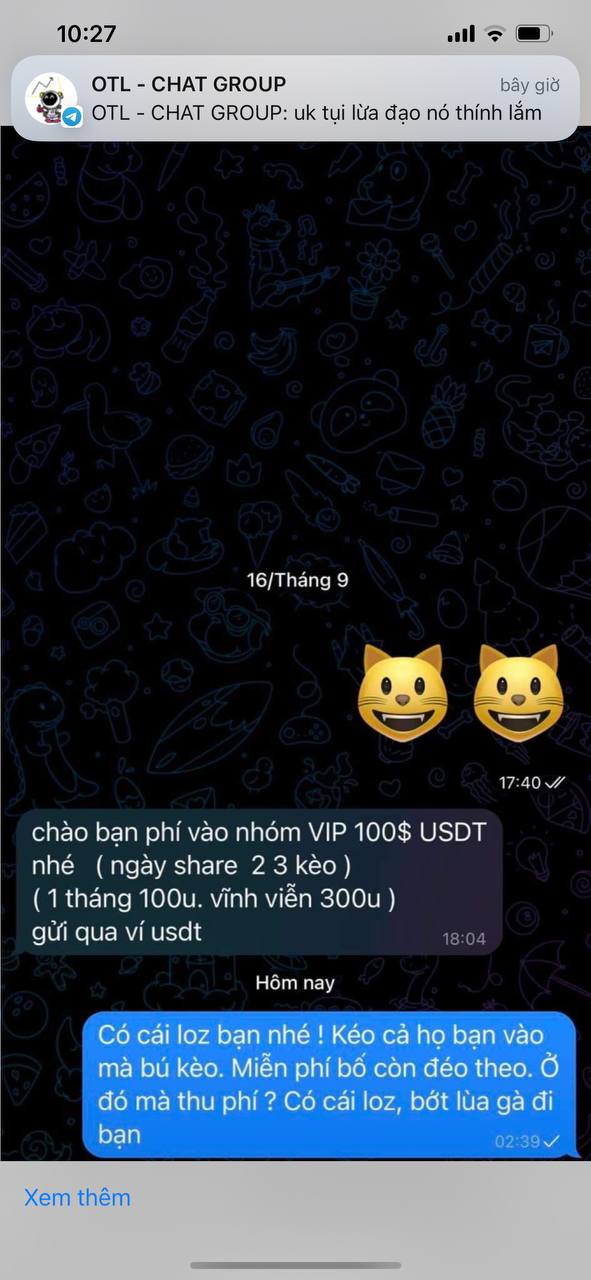 10:27
OTL - CHAT GROUP
bây giờ
OTL - CHAT GROUP: uk tụi lừa đạo nó thính lắm
16/Tháng 9
17:40
chào bạn phí vào nhóm VIP 100$ USDT
nhé ( ngày share 2 3 kèo )
( 1 tháng 100u. vĩnh viễn 300u )
gửi qua ví usdt
18:04
Hôm nay
Có cái loz bạn nhé ! Kéo cả họ bạn vào
mà bú kèo. Miễn phí bố còn đéo theo. Ở
đó mà thu phí ? Có cái loz, bớt lùa gà đi
bạn
02:39
Xem thêm